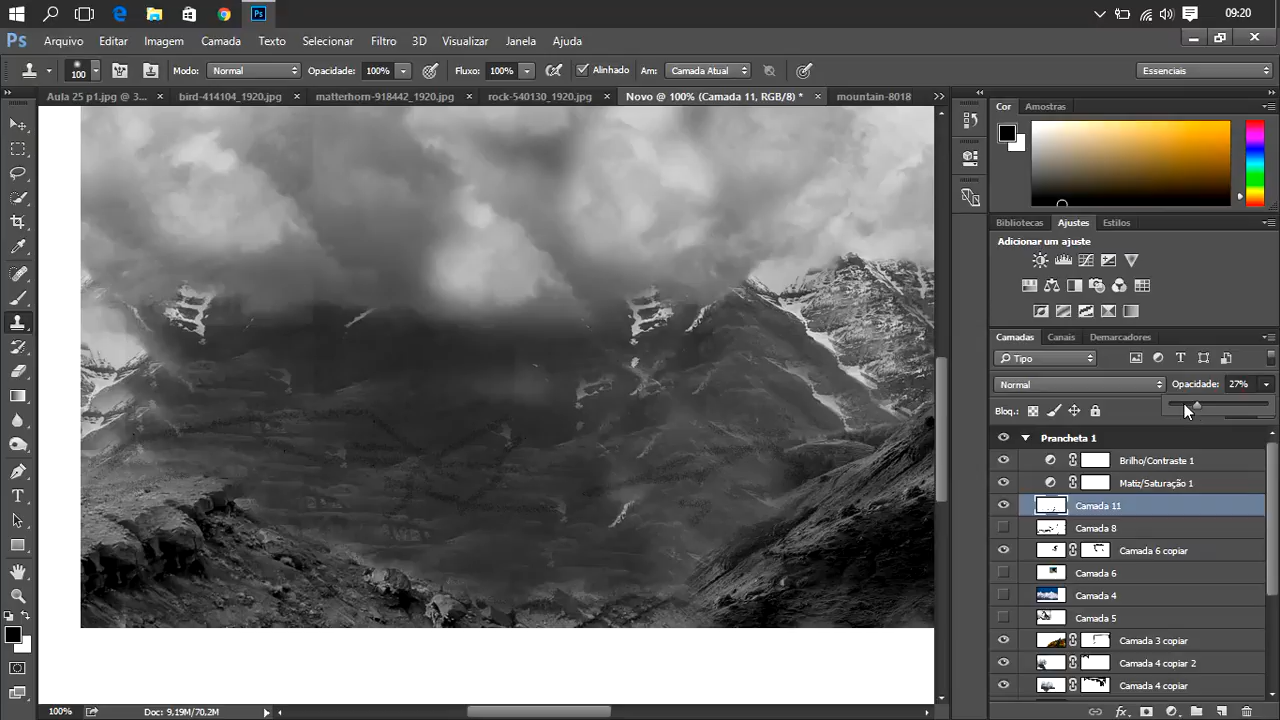 09:20
Ps Arquivo Editar Imagem Camada Texto Selecionar Filtro 3D Visualizar Janela Ajuda
100 Modo: Normal Opacidade: 100% Fluxo: 100% Alinhado Am: Camada Atual Essenciais
Aula 25 p1.jpg @ 3... × bird-414104_1920.jpg × matterhorn-918442_1920.jpg × rock-540130_1920.jpg × Novo @ 100% (Camada 11, RGB/8) * × mountain-8018
Cor Amostras
Bibliotecas Ajustes Estilos
Adicionar um ajuste
Camadas Canais Demarcadores
Tipo
Normal Opacidade: 27%
Bloq.:
Prancheta 1
Brilho/Contraste 1
Matiz/Saturação 1
Camada 11
Camada 8
Camada 6 copiar
Camada 6
Camada 4
Camada 5
Camada 3 copiar
Camada 4 copiar 2
Camada 4 copiar
100% Doc: 9,19M/70,2M